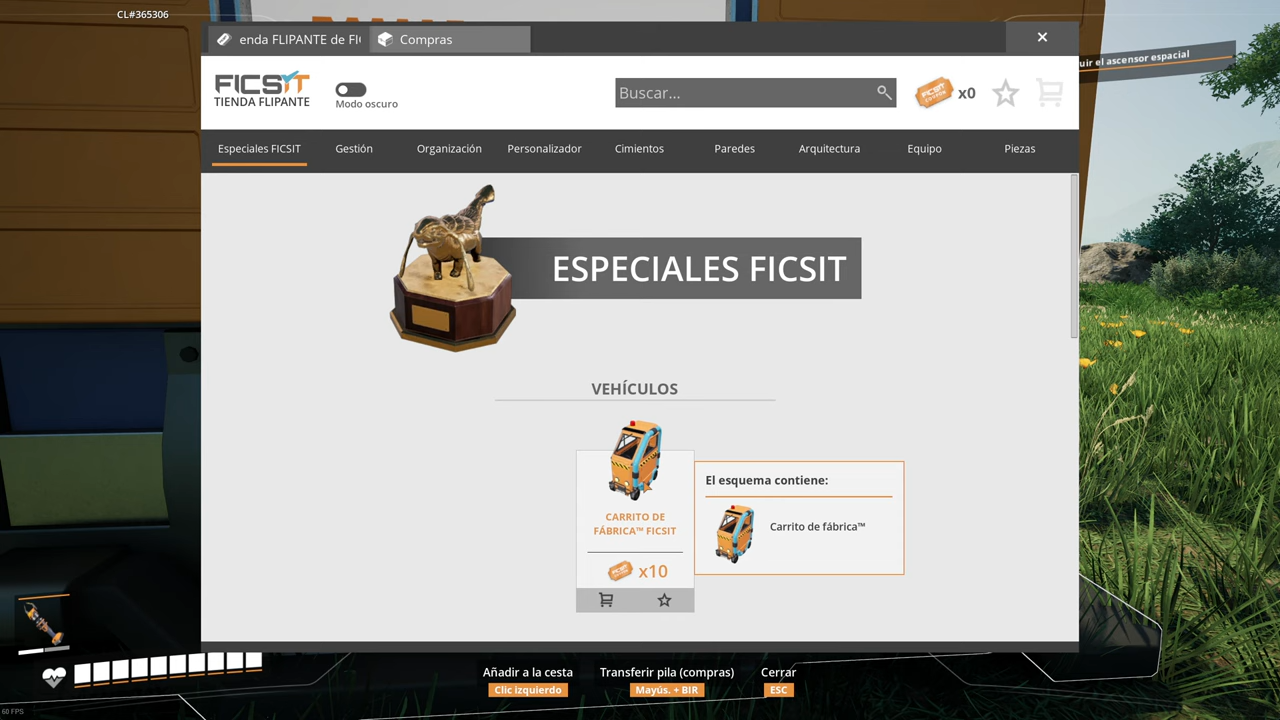 CL#365306
enda FLIPANTE de FI
Compras
uir el ascensor espacial
FICSIT
TIENDA FLIPANTE
Modo oscuro
Buscar...
x0
Especiales FICSIT
Gestión
Organización
Personalizador
Cimientos
Paredes
Arquitectura
Equipo
Piezas
ESPECIALES FICSIT
VEHÍCULOS
El esquema contiene:
Carrito de fábrica™
CARRITO DE
FÁBRICA™ FICSIT
x10
Añadir a la cesta
Transferir pila (compras)
Cerrar
Clic izquierdo
Mayús. + BIR
ESC
60 FPS